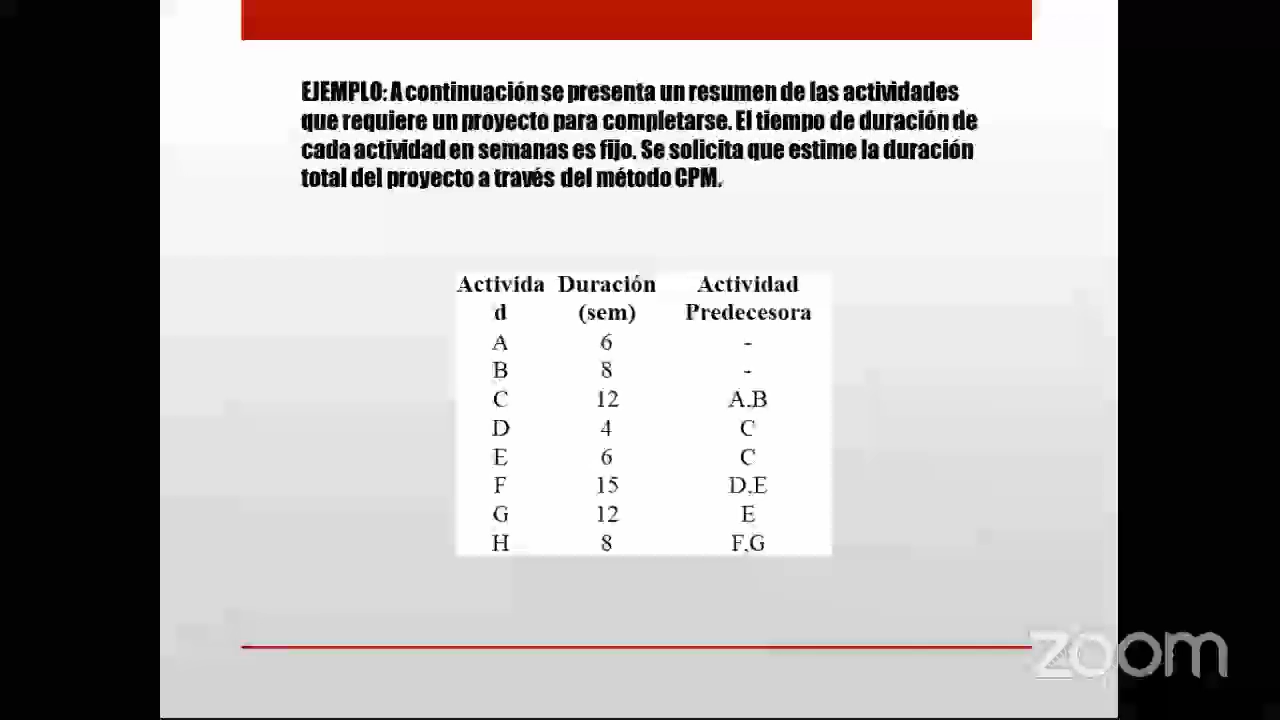 EJEMPLO: A continuación se presenta un resumen de las actividades
que requiere un proyecto para completarse. El tiempo de duración de
cada actividad en semanas es fijo. Se solicita que estime la duración
total del proyecto a través del método CPM.
Activida Duración Actividad
d (sem) Predecesora
A 6 -
B 8 -
C 12 A,B
D 4 C
E 6 C
F 15 D,E
G 12 E
H 8 F,G
zoom